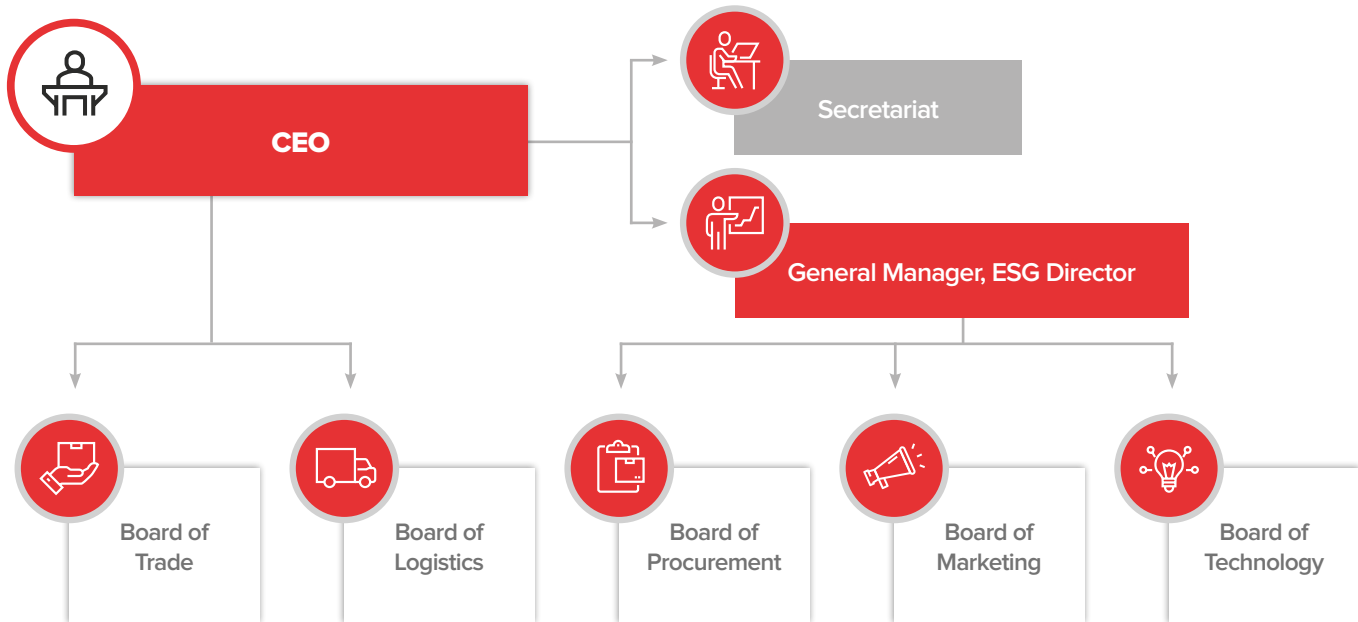 CEO
Secretariat
General Manager, ESG Director
Board of
Trade
Board of
Logistics
Board of
Procurement
Board of
Marketing
Board of
Technology